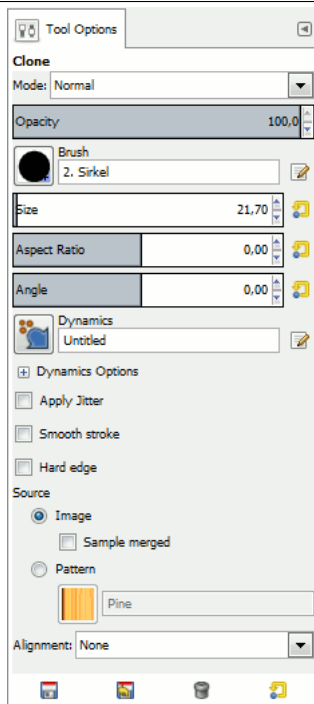 Tool Options
Clone
Mode: Normal
Opacity 100,0
Brush
2. Sirkel
Size 21,70
Aspect Ratio 0,00
Angle 0,00
Dynamics
Untitled
Dynamics Options
Apply Jitter
Smooth stroke
Hard edge
Source
Image
Sample merged
Pattern
Pine
Alignment: None